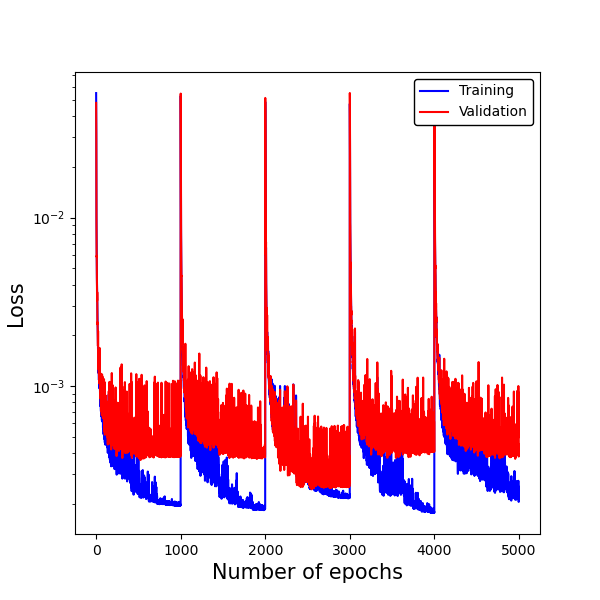 Training
Validation
10⁻²
10⁻³
Loss
0 1000 2000 3000 4000 5000
Number of epochs